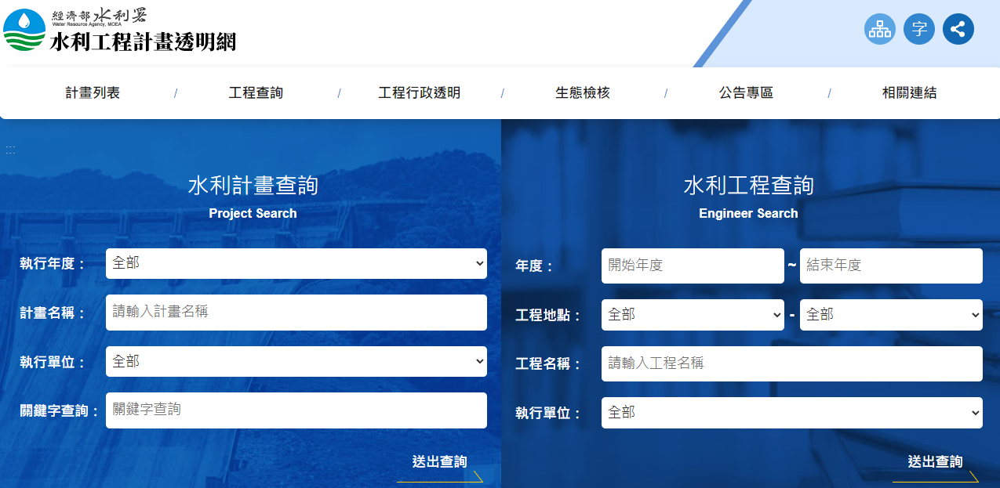 經濟部水利署
Water Resource Agency, MOEA
水利工程計畫透明網
字
計畫列表 / 工程查詢 / 工程行政透明 / 生態檢核 / 公告專區 / 相關連結
:::
水利計畫查詢
Project Search
執行年度： 全部
計畫名稱： 請輸入計畫名稱
執行單位： 全部
關鍵字查詢： 關鍵字查詢
送出查詢
水利工程查詢
Engineer Search
年度： 開始年度 ~ 結束年度
工程地點： 全部 - 全部
工程名稱： 請輸入工程名稱
執行單位： 全部
送出查詢